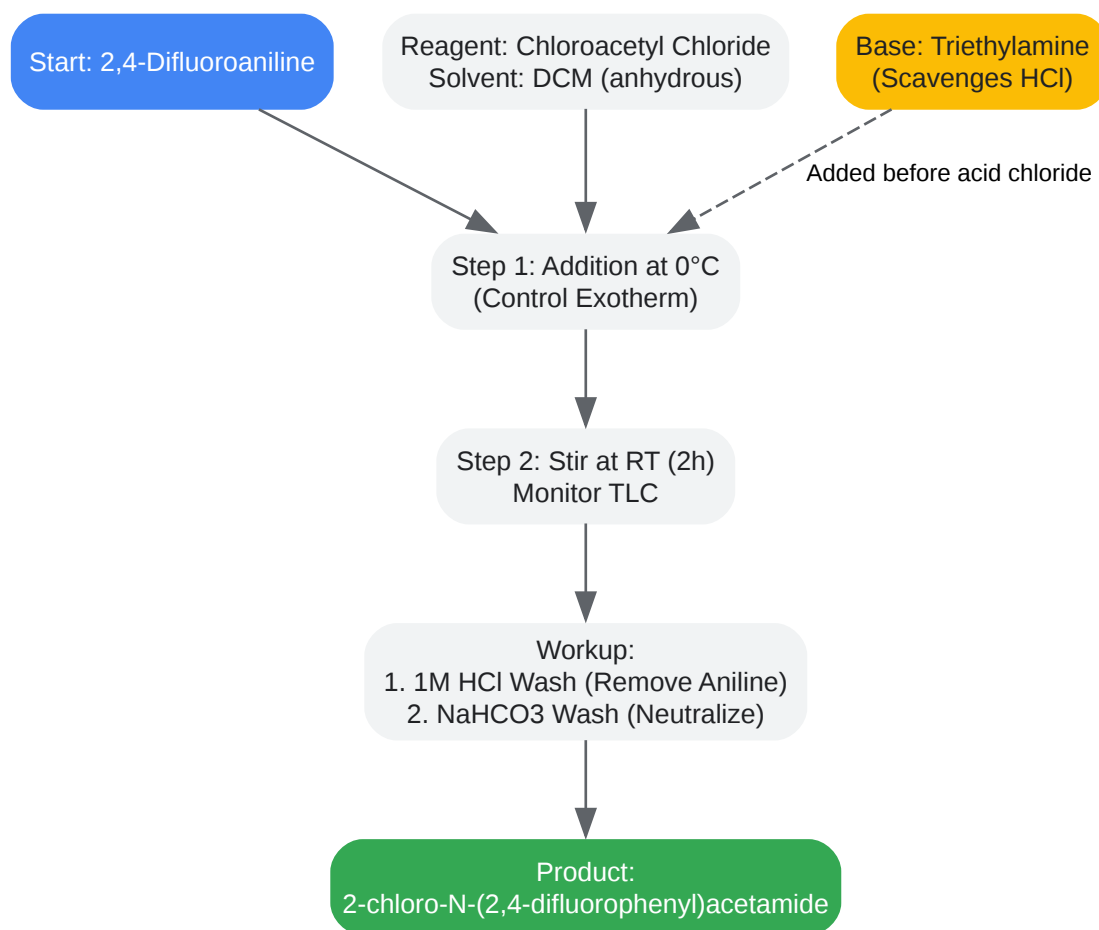 Start: 2,4-Difluoroaniline
Reagent: Chloroacetyl Chloride
Solvent: DCM (anhydrous)
Base: Triethylamine
(Scavenges HCl)
Added before acid chloride
Step 1: Addition at 0°C
(Control Exotherm)
Step 2: Stir at RT (2h)
Monitor TLC
Workup:
1. 1M HCl Wash (Remove Aniline)
2. NaHCO3 Wash (Neutralize)
Product:
2-chloro-N-(2,4-difluorophenyl)acetamide